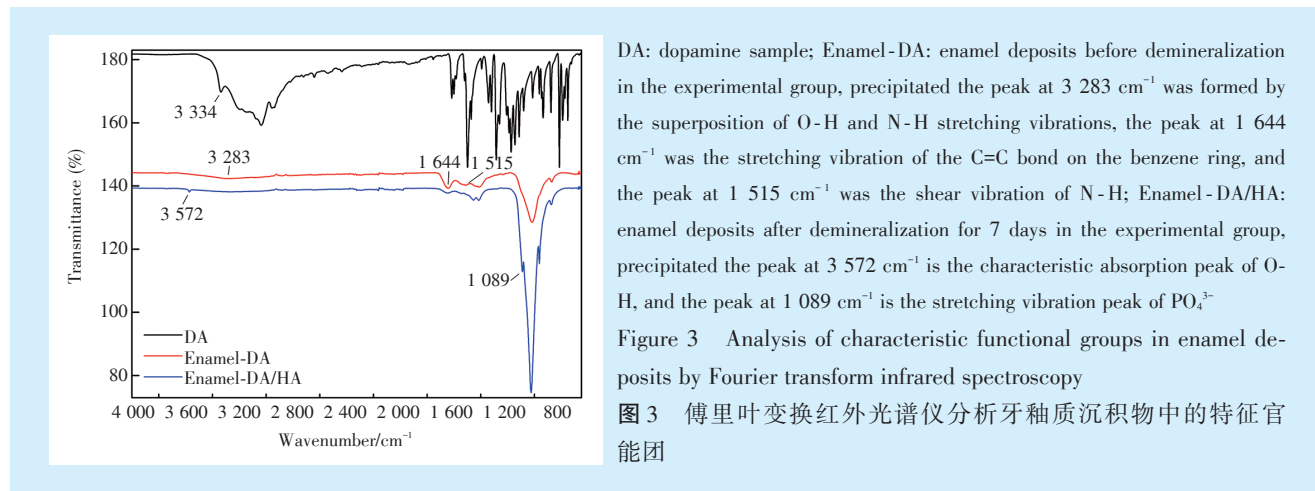 180
160
140
120
100
80
Transmittance (%)
3 334
3 283
1 644
1 515
3 572
1 089
DA
Enamel-DA
Enamel-DA/HA
4 000 3 600 3 200 2 800 2 400 2 000 1 600 1 200 800
Wavenumber/cm⁻¹
DA: dopamine sample; Enamel-DA: enamel deposits before demineralization
in the experimental group, precipitated the peak at 3 283 cm⁻¹ was formed by
the superposition of O-H and N-H stretching vibrations, the peak at 1 644
cm⁻¹ was the stretching vibration of the C=C bond on the benzene ring, and
the peak at 1 515 cm⁻¹ was the shear vibration of N-H; Enamel-DA/HA:
enamel deposits after demineralization for 7 days in the experimental group,
precipitated the peak at 3 572 cm⁻¹ is the characteristic absorption peak of O-
H, and the peak at 1 089 cm⁻¹ is the stretching vibration peak of PO₄³⁻
Figure 3 Analysis of characteristic functional groups in enamel de-
posits by Fourier transform infrared spectroscopy
图 3 傅里叶变换红外光谱仪分析牙釉质沉积物中的特征官
能团